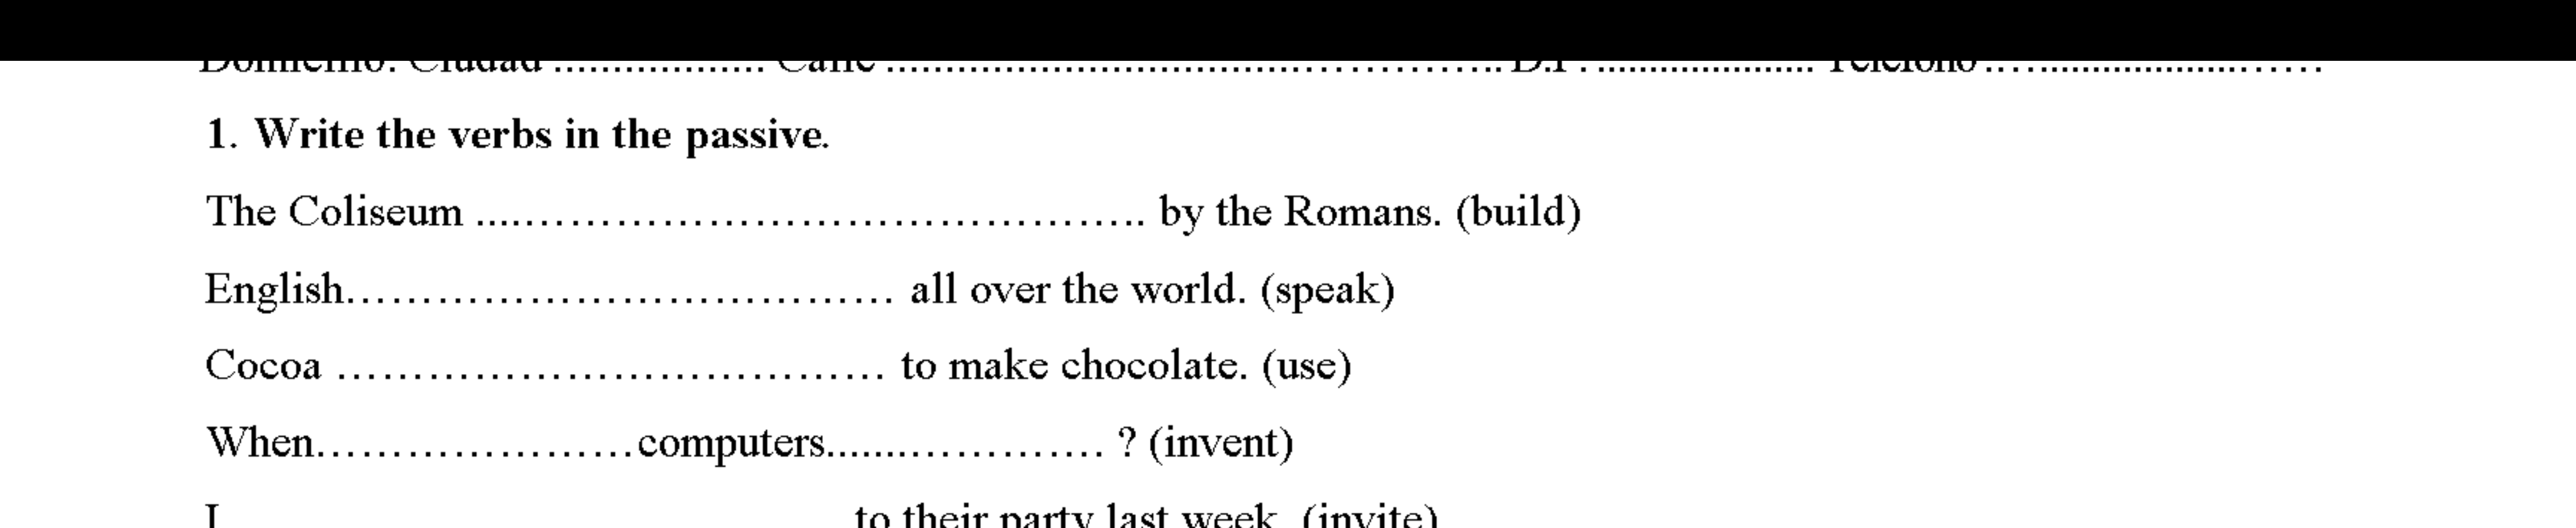 Domicilio: Ciudad .................. Calle ........................................................ D.P. ..................... Teléfono .................................
1. Write the verbs in the passive.
The Coliseum ....…………………………………….. by the Romans. (build)
English……………………………… all over the world. (speak)
Cocoa ……………………………… to make chocolate. (use)
When…………………computers.......…………. ? (invent)
I to their party last week. (invite)